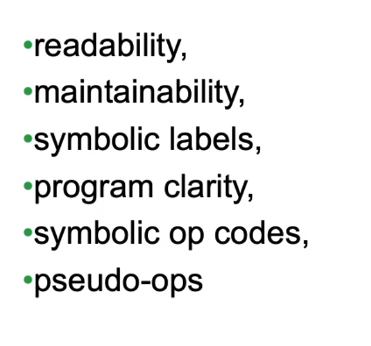 •readability,
•maintainability,
•symbolic labels,
•program clarity,
•symbolic op codes,
•pseudo-ops